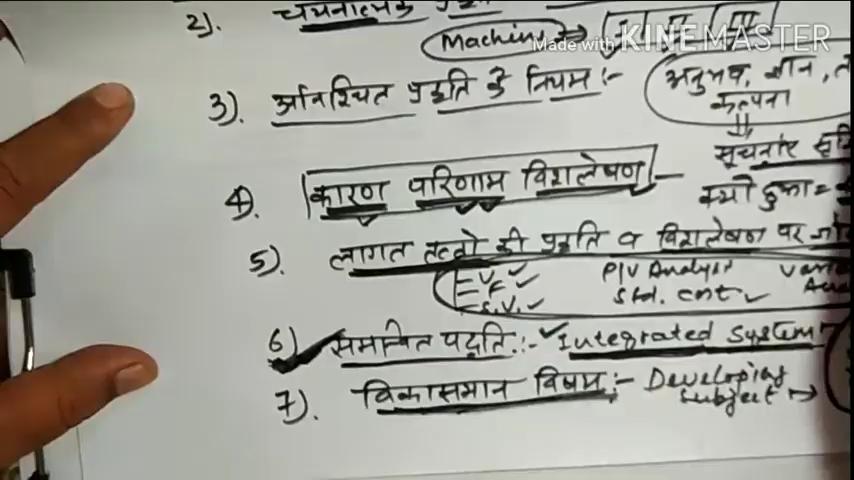 2). चयनात्मक
Machine →
Made with KINEMASTER
3). अनिश्चित प्रकृति के नियम :- अनुभव, ज्ञान,
कल्पना
सूचनाएं
4). कारण परिणाम विश्लेषण - क्यों हुआ =
5). लागत तत्वों की प्रकृति व विश्लेषण पर
V. ✓ P/V Analysis
F. ✓ Std. cost. ✓
S.V. ✓
6) समन्वित पद्धति :- ✓ Integrated System
7). विकासमान विषय :- Developing
Subject →